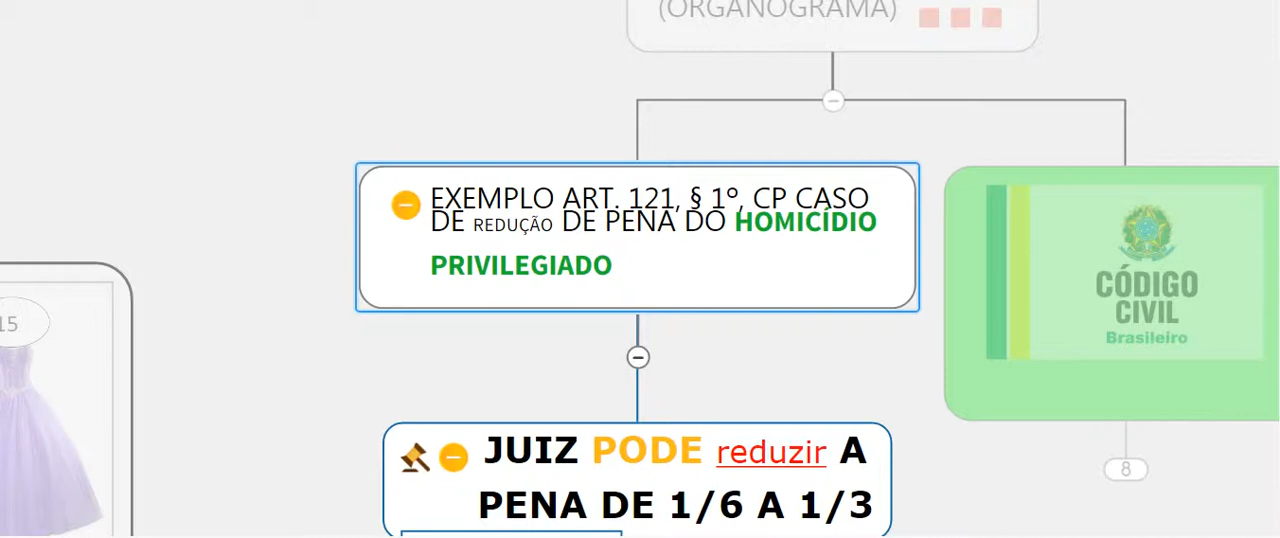 (ORGANOGRAMA)
EXEMPLO ART. 121, § 1º, CP CASO
DE REDUÇÃO DE PENA DO HOMICÍDIO
PRIVILEGIADO
CÓDIGO
CIVIL
Brasileiro
15
JUIZ PODE reduzir A
PENA DE 1/6 A 1/3
8